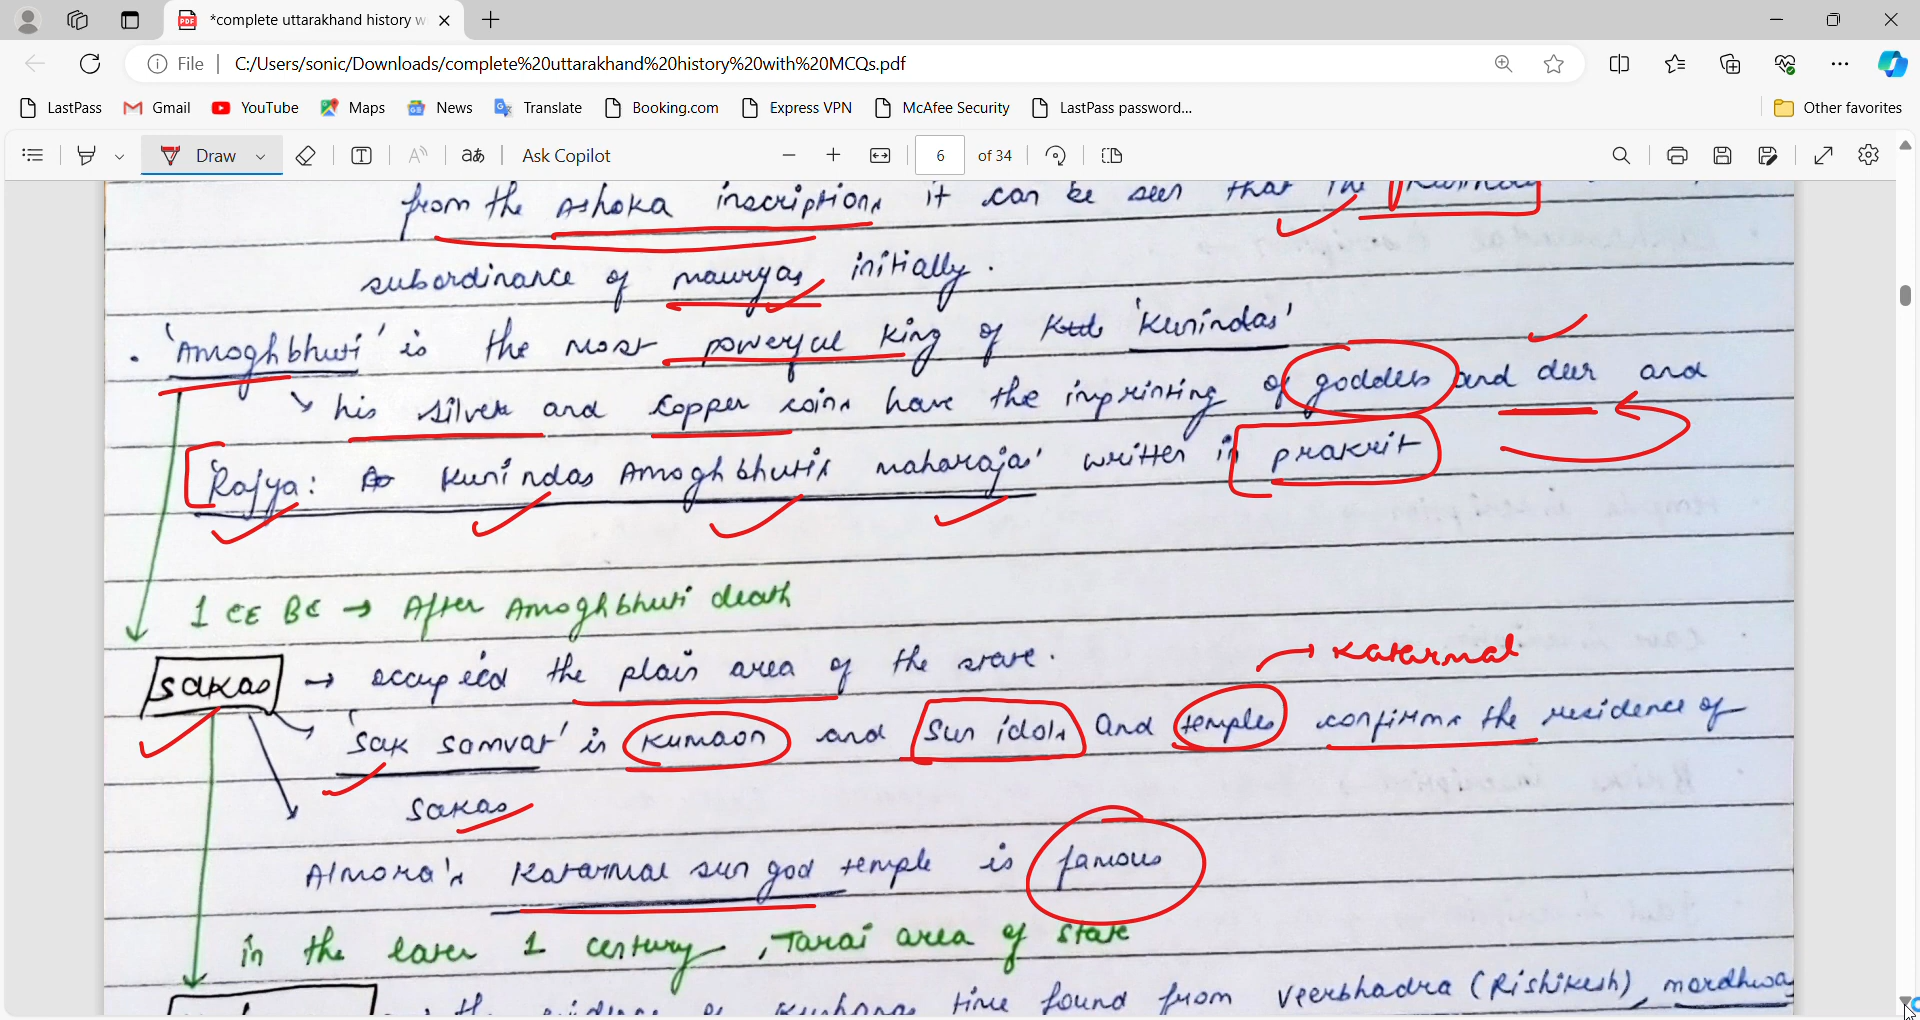 *complete uttarakhand history w
File C:/Users/sonic/Downloads/complete%20uttarakhand%20history%20with%20MCQs.pdf
LastPass Gmail YouTube Maps News Translate Booking.com Express VPN McAfee Security LastPass password... Other favorites
Draw Ask Copilot 6 of 34
from the Ashoka inscriptions it can be seen that the
subordinance of mauryas initially.
'Amoghbhuti' is the most powerful king of 'Kunindas'
his silver and copper coins have the imprinting of goddess and deer and
Rajya: Kunindas Amoghbhutis maharajas' written in prakrit
1 CE BC → After Amoghbhuti death
Sakas → occupied the plain area of the state.
→ Katarmal
'Sak Samvat' in Kumaon and Sun idols and temples confirms the residence of
Sakas
Almora's Katarmal sun god temple is famous
in the later 1 century, Tarai area of state
time found from Veerbhadra (Rishikesh),